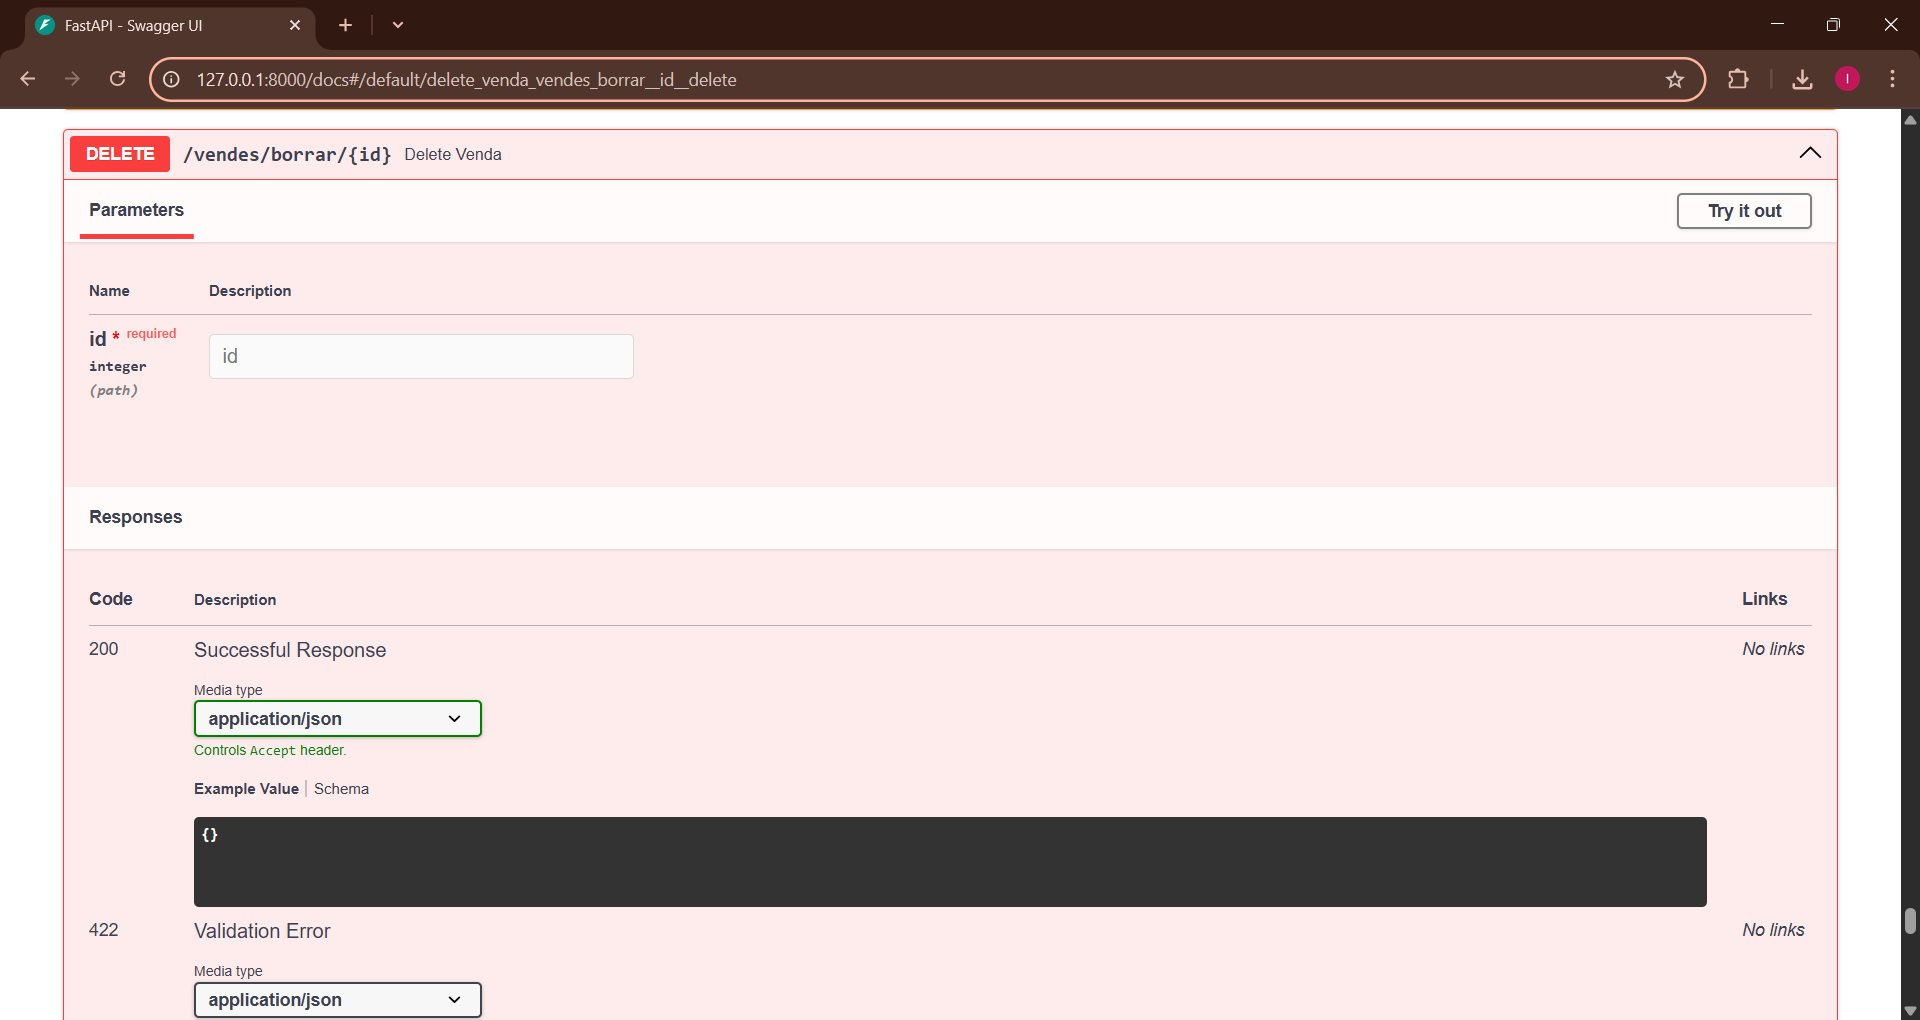 FastAPI - Swagger UI
127.0.0.1:8000/docs#/default/delete_venda_vendes_borrar__id__delete
I
DELETE /vendes/borrar/{id} Delete Venda
Parameters
Try it out
Name Description
id * required
integer
(path)
id
Responses
Code Description Links
200 Successful Response No links
Media type
application/json
Controls Accept header.
Example Value Schema
{}
422 Validation Error No links
Media type
application/json